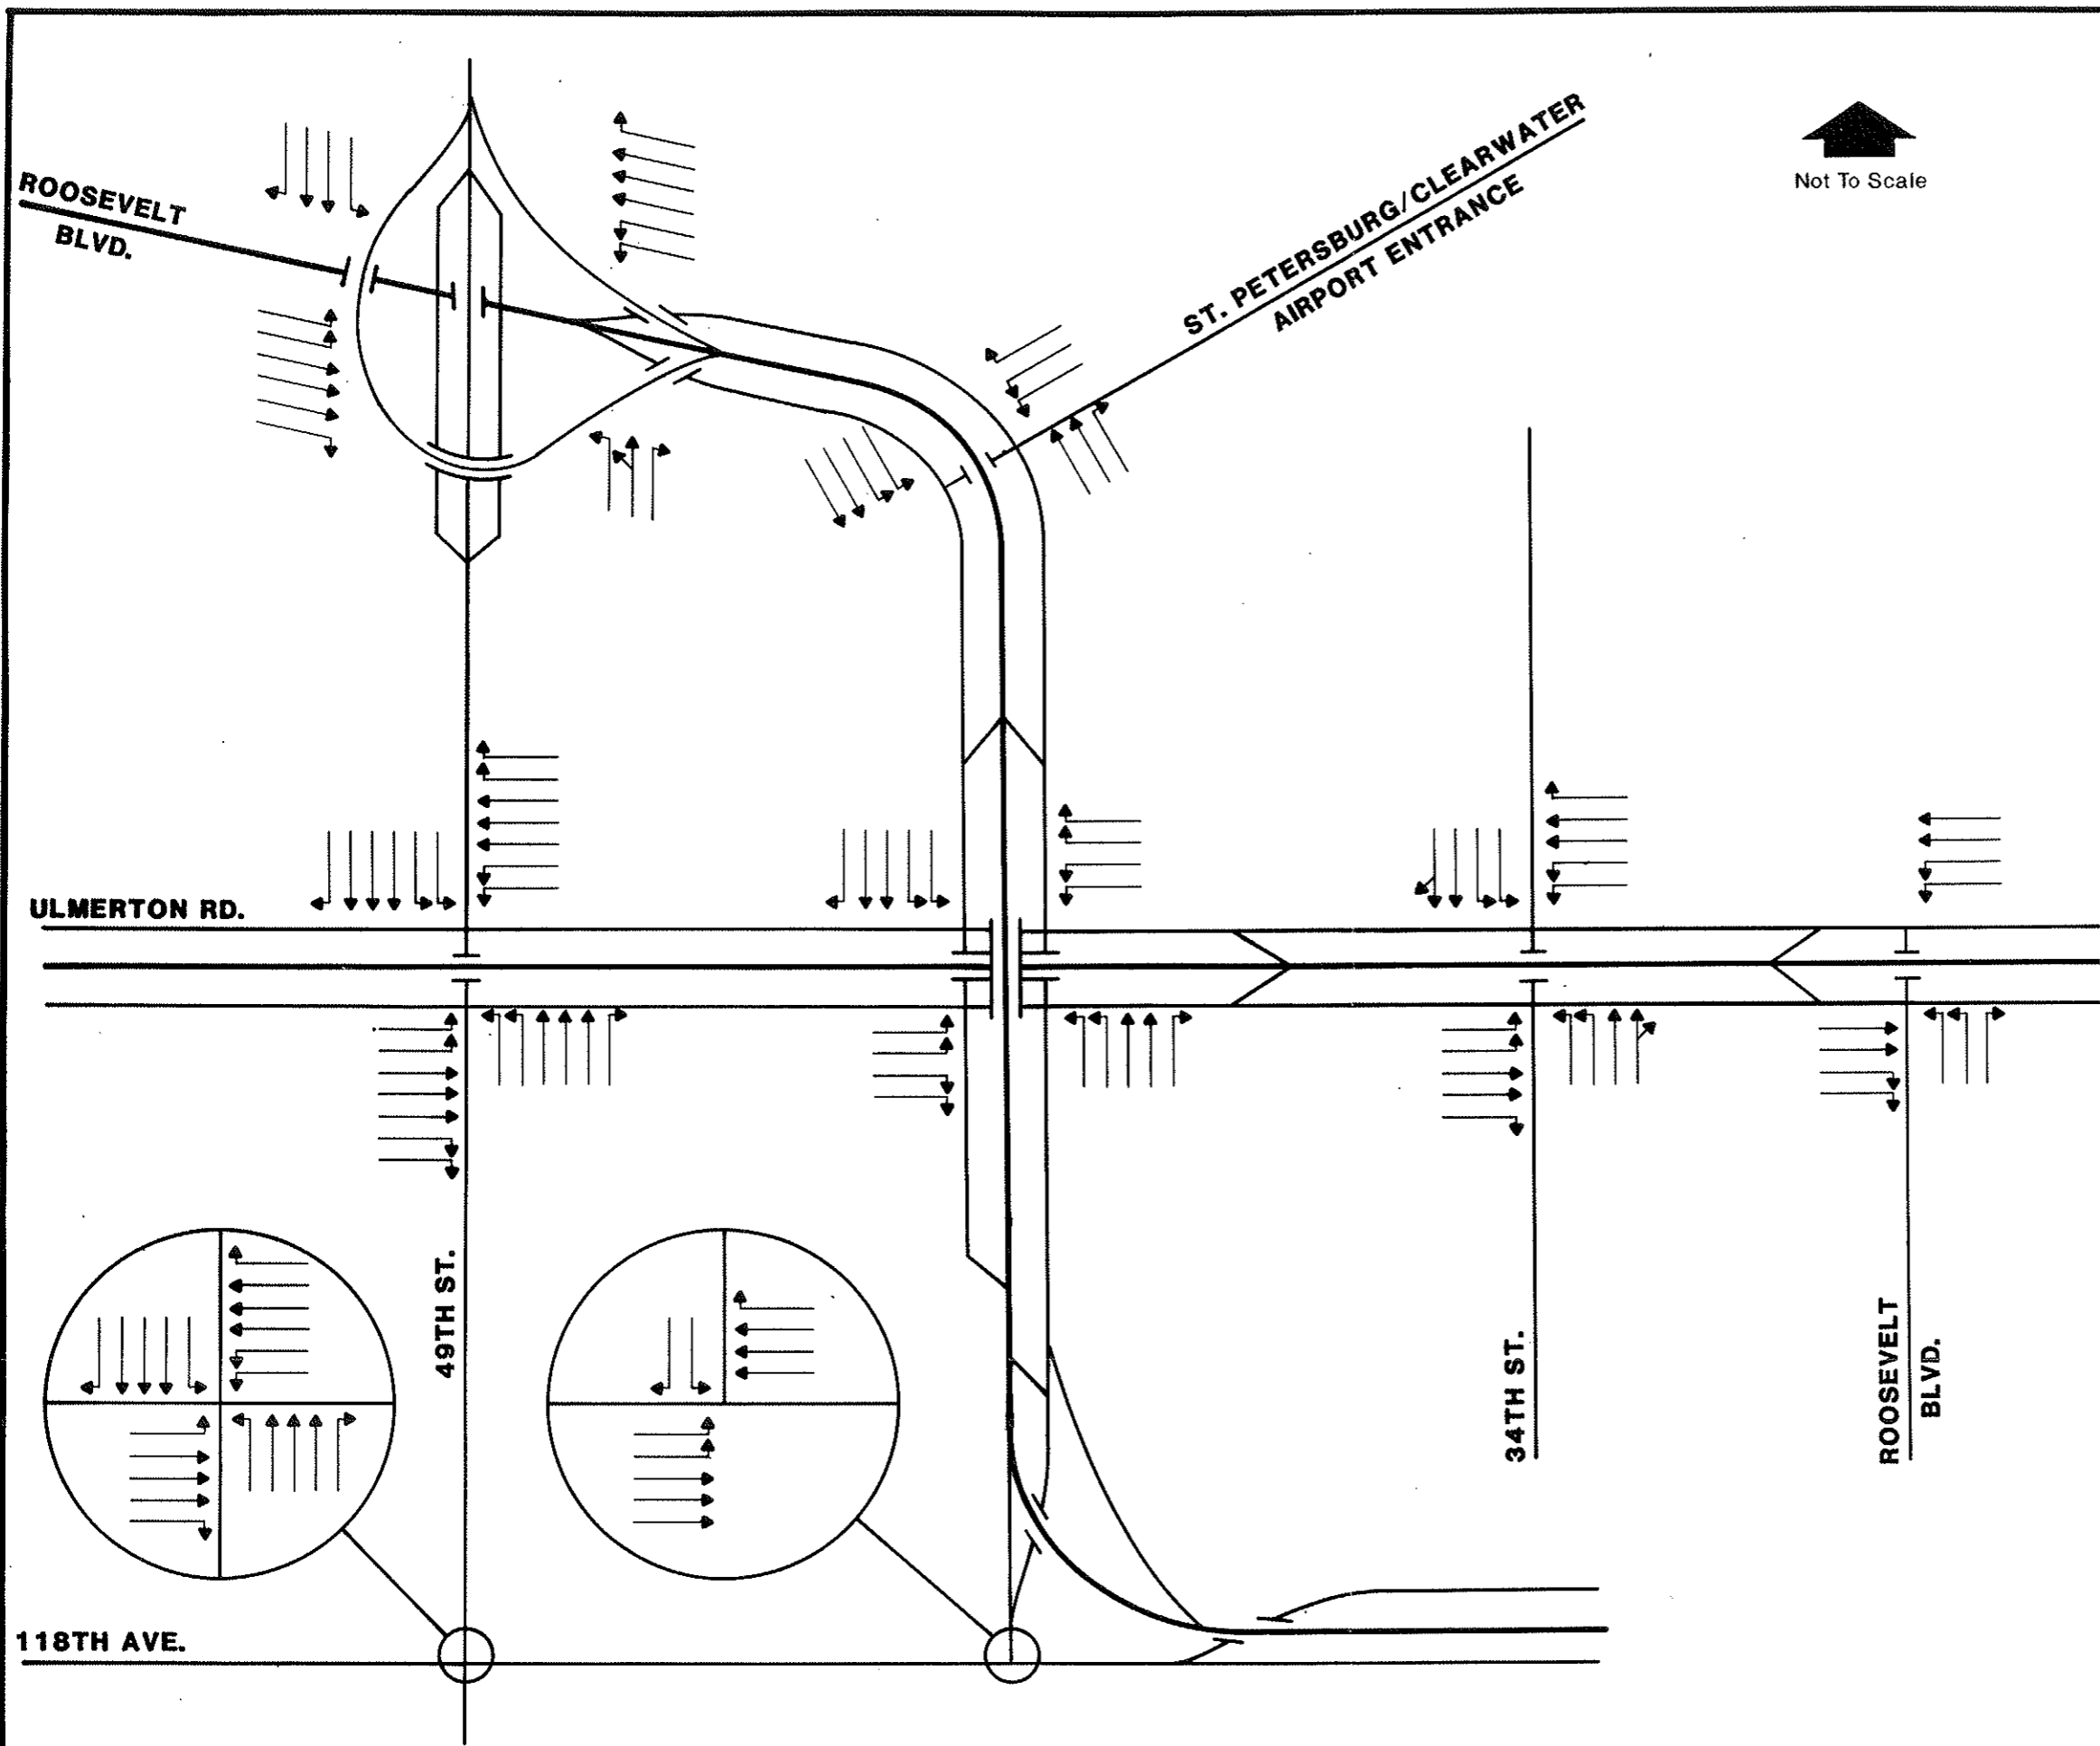 ROOSEVELT
BLVD.
ST. PETERSBURG/CLEARWATER
AIRPORT ENTRANCE
Not To Scale
ULMERTON RD.
49TH ST.
34TH ST.
ROOSEVELT
BLVD.
118TH AVE.